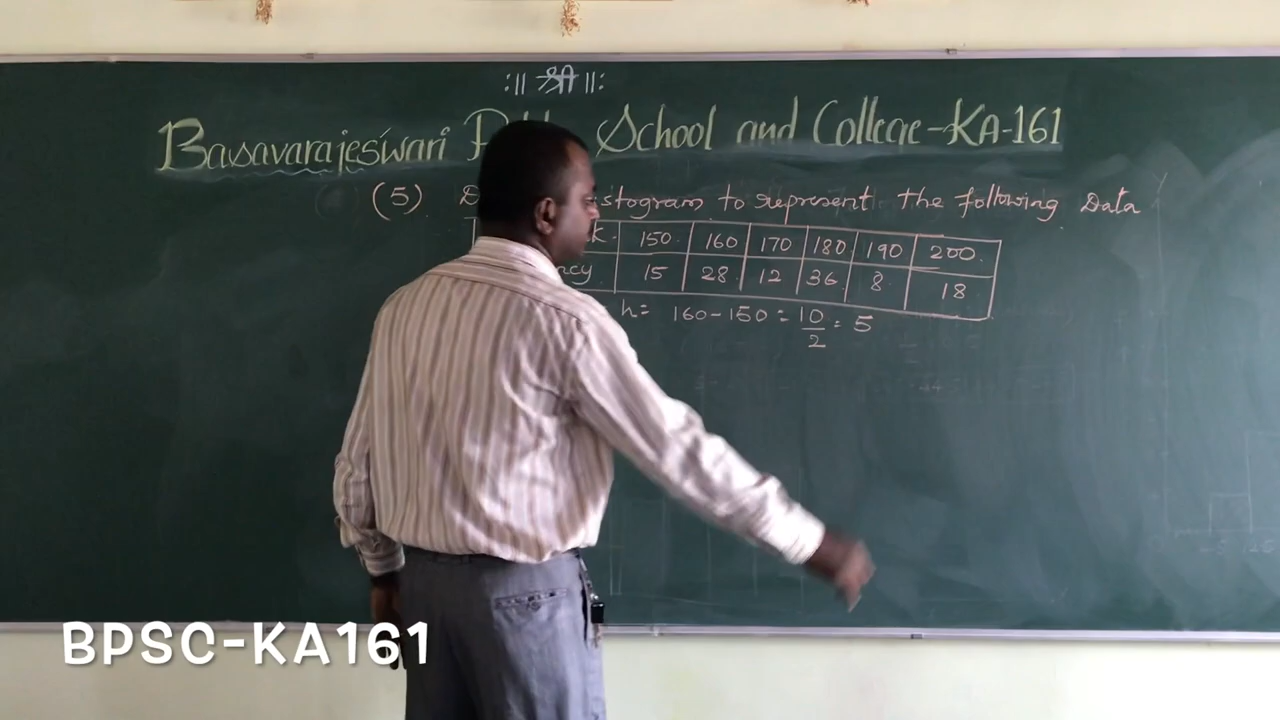 :|| श्री ||:
Basavarajeswari School and College-KA-161
(5) to represent the following Data
150 160 170 180 190 200
15 28 12 36 8 18
h = 160-150 = 10/2 = 5
BPSC-KA161